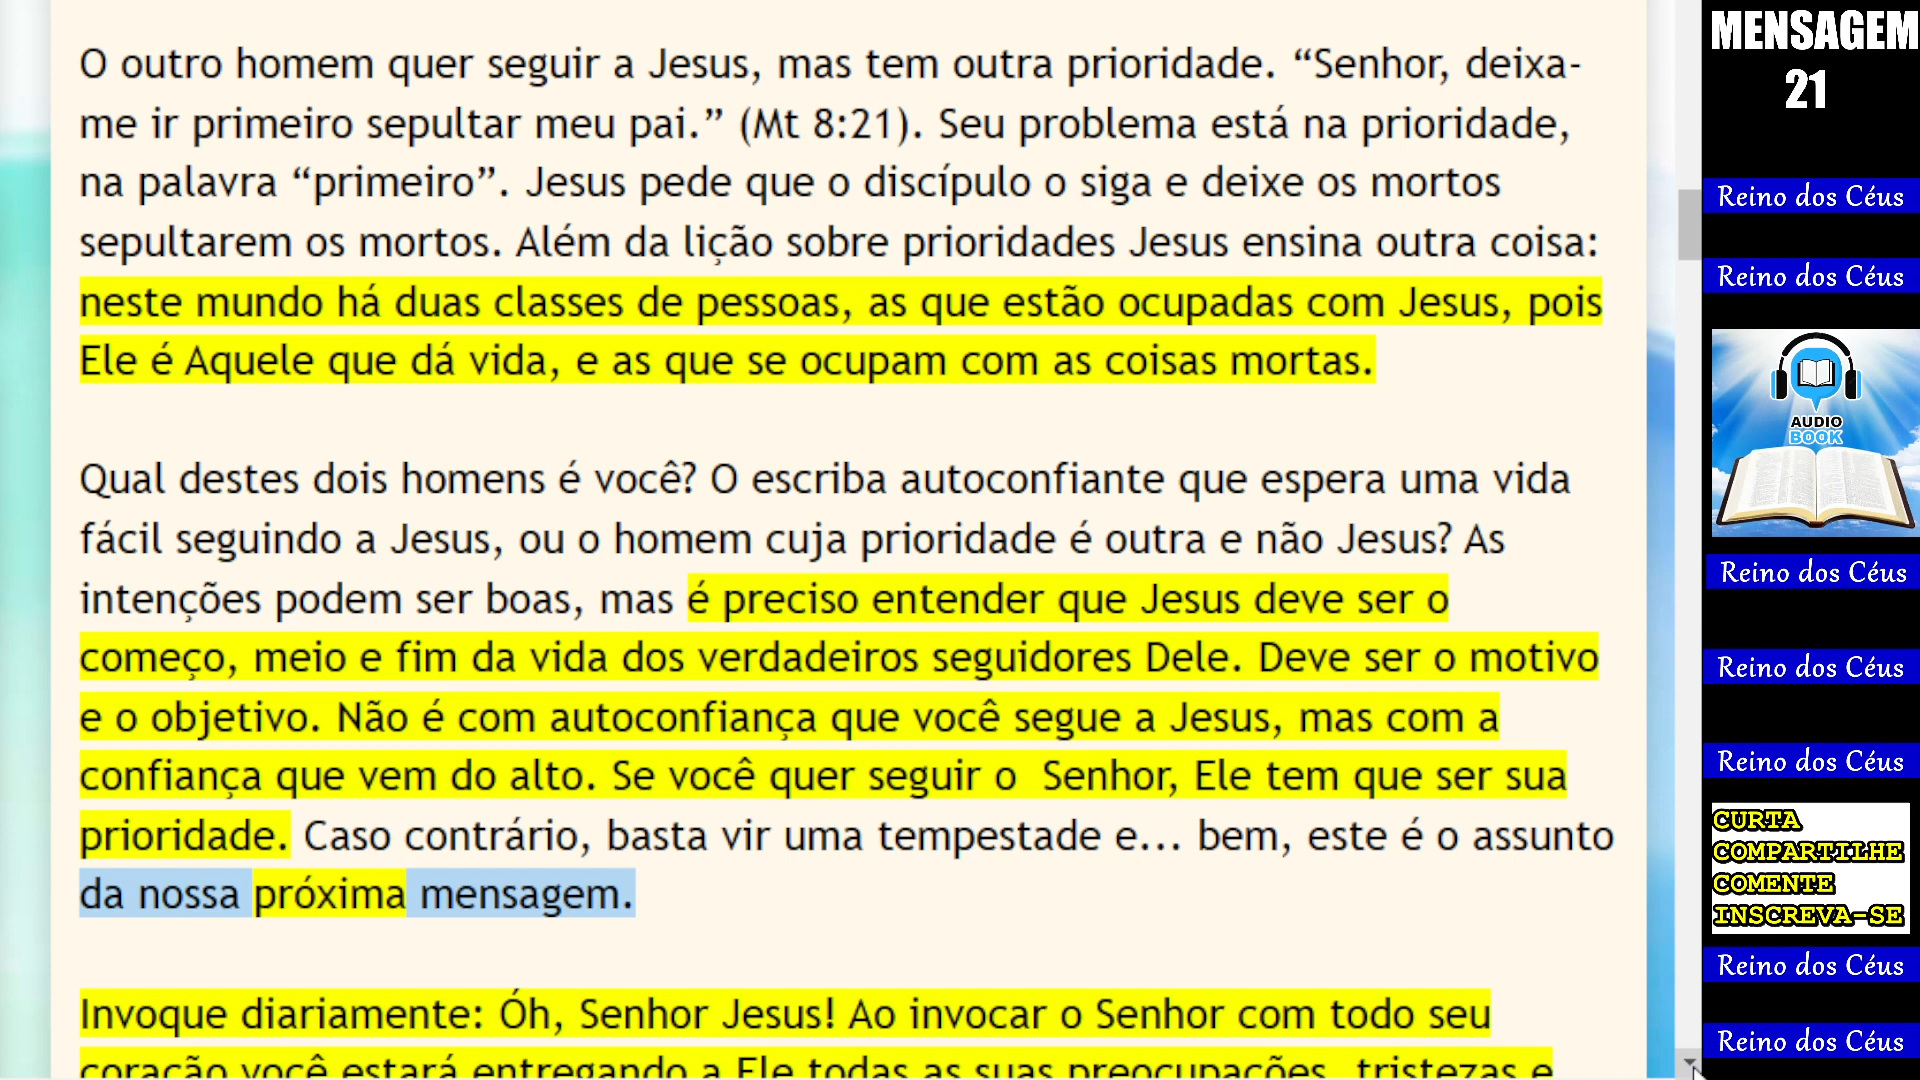 O outro homem quer seguir a Jesus, mas tem outra prioridade. “Senhor, deixa-
me ir primeiro sepultar meu pai.” (Mt 8:21). Seu problema está na prioridade,
na palavra “primeiro”. Jesus pede que o discípulo o siga e deixe os mortos
sepultarem os mortos. Além da lição sobre prioridades Jesus ensina outra coisa:
neste mundo há duas classes de pessoas, as que estão ocupadas com Jesus, pois
Ele é Aquele que dá vida, e as que se ocupam com as coisas mortas.
Qual destes dois homens é você? O escriba autoconfiante que espera uma vida
fácil seguindo a Jesus, ou o homem cuja prioridade é outra e não Jesus? As
intenções podem ser boas, mas é preciso entender que Jesus deve ser o
começo, meio e fim da vida dos verdadeiros seguidores Dele. Deve ser o motivo
e o objetivo. Não é com autoconfiança que você segue a Jesus, mas com a
confiança que vem do alto. Se você quer seguir o  Senhor, Ele tem que ser sua
prioridade. Caso contrário, basta vir uma tempestade e... bem, este é o assunto
da nossa próxima mensagem.
Invoque diariamente: Óh, Senhor Jesus! Ao invocar o Senhor com todo seu
coração você estará entregando a Ele todas as suas preocupações, tristezas e
MENSAGEM
21
Reino dos Céus
Reino dos Céus
AUDIO
BOOK
Reino dos Céus
Reino dos Céus
Reino dos Céus
CURTA
COMPARTILHE
COMENTE
INSCREVA-SE
Reino dos Céus
Reino dos Céus